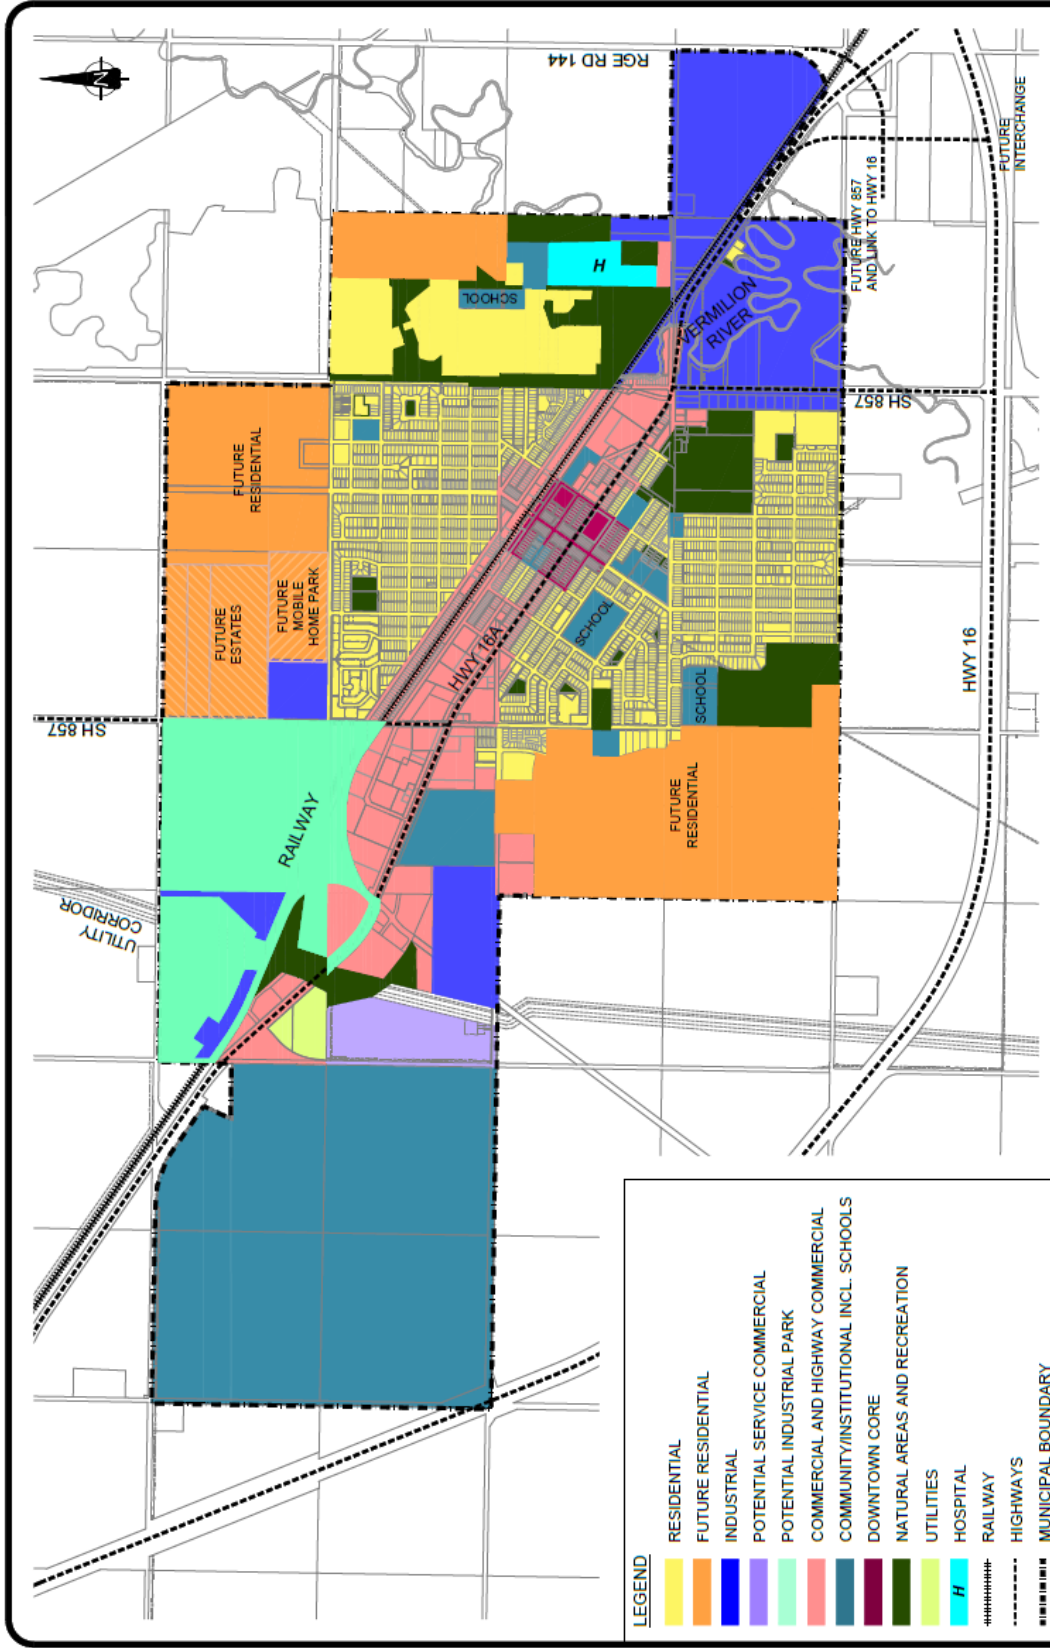 N
RGE RD 144
FUTURE
INTERCHANGE
FUTURE HWY 857
AND LINK TO HWY 16
H
SCHOOL
VERMILION
RIVER
SH 857
FUTURE
RESIDENTIAL
FUTURE
ESTATES
FUTURE
MOBILE
HOME PARK
SCHOOL
HWY 16A
SCHOOL
HWY 16
SH 857
RAILWAY
FUTURE
RESIDENTIAL
UTILITY
CORRIDOR
LEGEND
RESIDENTIAL
FUTURE RESIDENTIAL
INDUSTRIAL
POTENTIAL SERVICE COMMERCIAL
POTENTIAL INDUSTRIAL PARK
COMMERCIAL AND HIGHWAY COMMERCIAL
COMMUNITY/INSTITUTIONAL INCL. SCHOOLS
DOWNTOWN CORE
NATURAL AREAS AND RECREATION
UTILITIES
H HOSPITAL
RAILWAY
HIGHWAYS
MUNICIPAL BOUNDARY